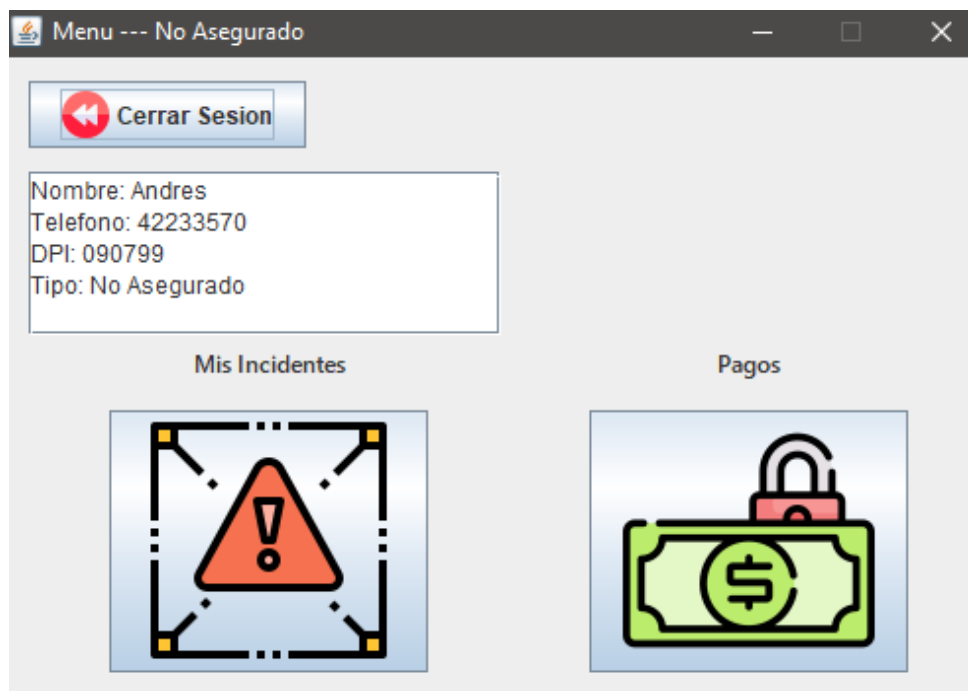 Menu --- No Asegurado
Cerrar Sesion
Nombre: Andres
Telefono: 42233570
DPI: 090799
Tipo: No Asegurado
Mis Incidentes
Pagos